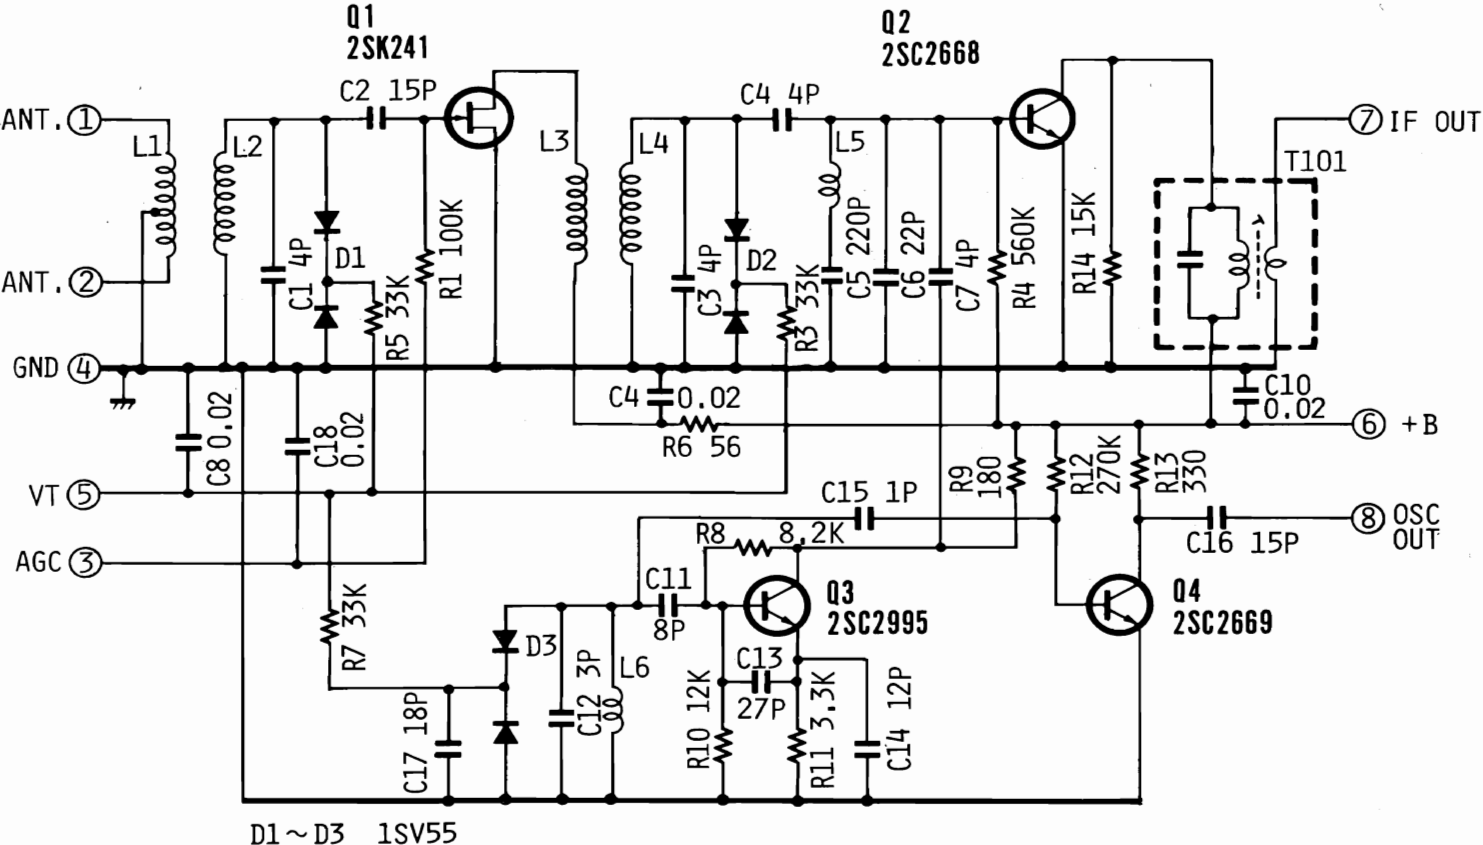 Q1
2SK241
Q2
2SC2668
ANT. ①
C2 15P
C4 4P
⑦ IF OUT
L1
L2
L3
L4
L5
T101
C1 4P
D1
R5 33K
R1 100K
C3 4P
D2
R3 33K
C5 220P
C6 22P
C7 4P
R4 560K
R14 15K
ANT. ②
GND ④
C8 0.02
C18
0.02
C4 0.02
R6 56
C10
0.02
⑥ +B
VT ⑤
AGC ③
C15 1P
R9
180
R12
270K
R13
330
R8 8.2K
C16 15P
⑧ OSC
OUT
R7 33K
C11
8P
Q3
2SC2995
Q4
2SC2669
D3
C12 3P
L6
C17 18P
R10 12K
C13
27P
R11 3.3K
C14 12P
D1～D3 1SV55